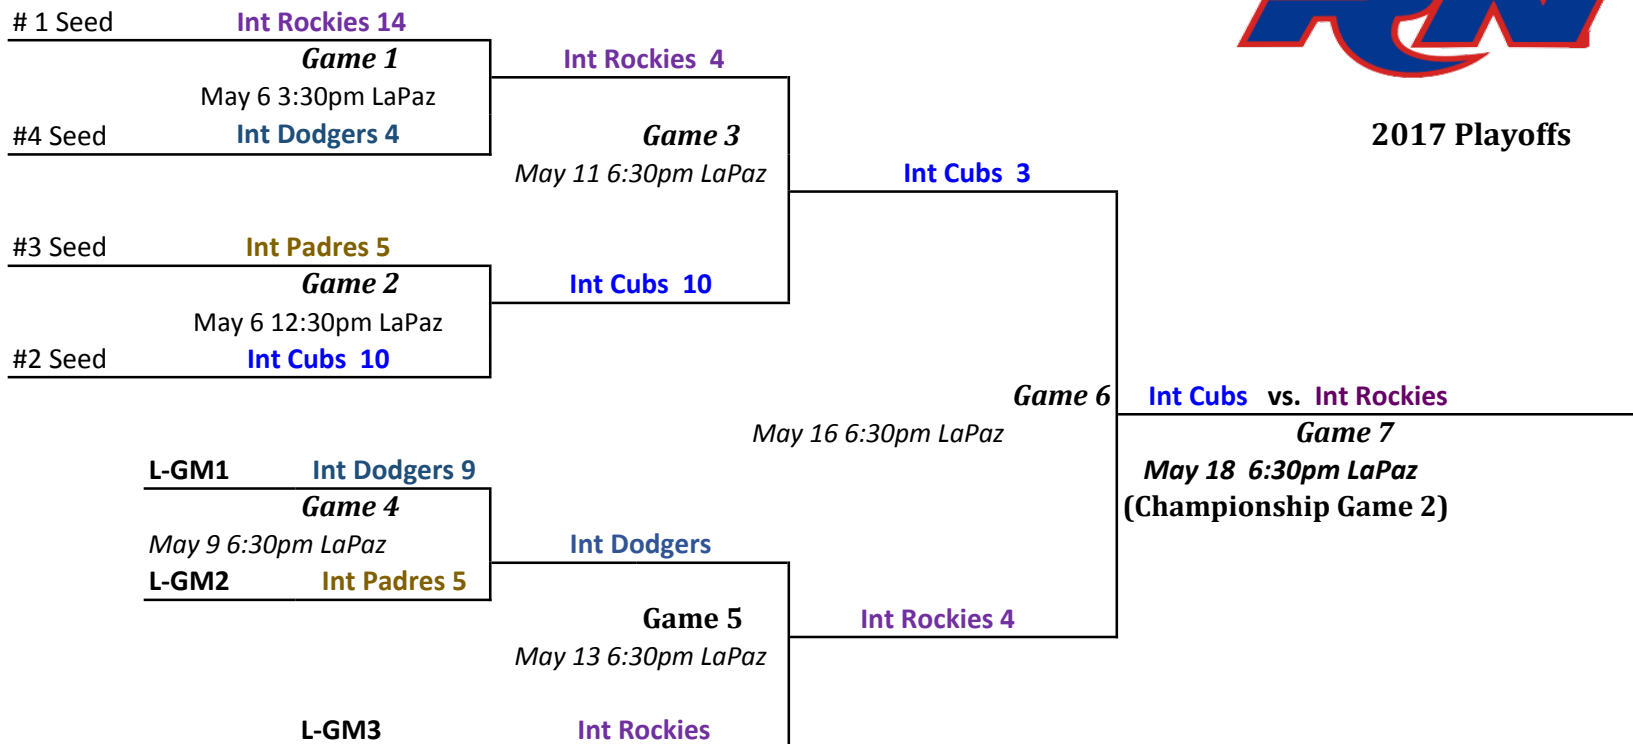 # 1 Seed Int Rockies 14
Game 1
May 6 3:30pm LaPaz
#4 Seed Int Dodgers 4
Int Rockies 4
Game 3
May 11 6:30pm LaPaz
PCN
2017 Playoffs
Int Cubs 3
#3 Seed Int Padres 5
Game 2
May 6 12:30pm LaPaz
#2 Seed Int Cubs 10
Int Cubs 10
Game 6
May 16 6:30pm LaPaz
Int Cubs vs. Int Rockies
Game 7
May 18 6:30pm LaPaz
(Championship Game 2)
L-GM1 Int Dodgers 9
Game 4
May 9 6:30pm LaPaz
L-GM2 Int Padres 5
Int Dodgers
Game 5
May 13 6:30pm LaPaz
Int Rockies 4
L-GM3 Int Rockies